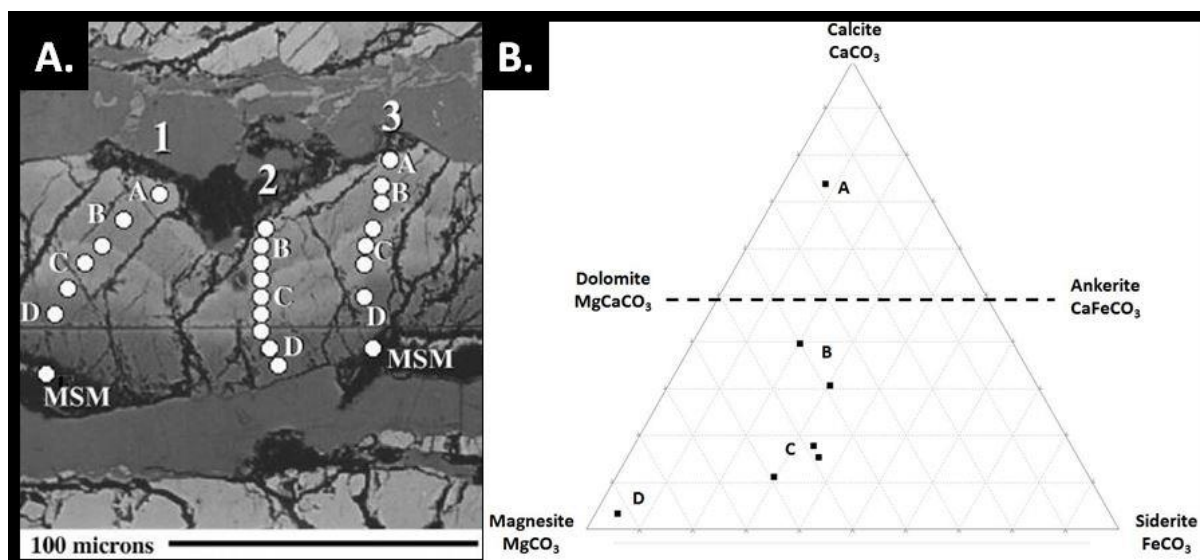 A.
1
2
3
A
B
C
D
MSM
B
C
D
A
B
C
D
MSM
100 microns
B.
Calcite
CaCO₃
A
Dolomite
MgCaCO₃
Ankerite
CaFeCO₃
B
C
D
Magnesite
MgCO₃
Siderite
FeCO₃